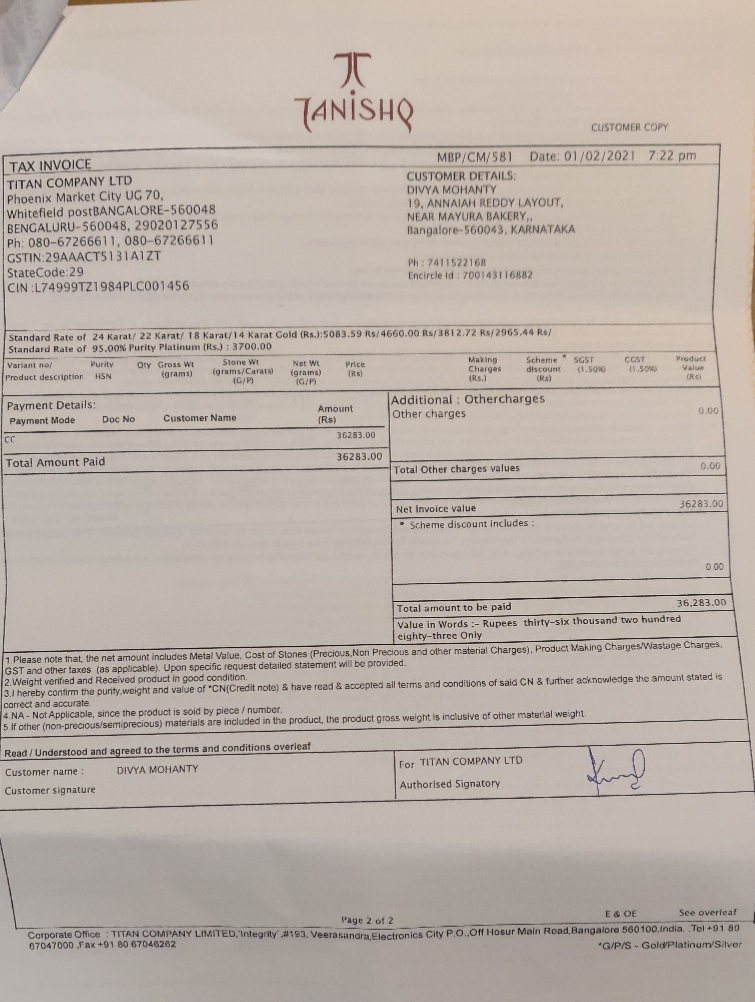 TANISHQ
CUSTOMER COPY
TAX INVOICE
MBP/CM/581 Date: 01/02/2021 7:22 pm
TITAN COMPANY LTD
Phoenix Market City UG 70,
Whitefield postBANGALORE-560048
BENGALURU-560048, 29020127556
Ph: 080-67266611, 080-67266611
GSTIN:29AAACT5131A1ZT
StateCode:29
CIN :L74999TZ1984PLC001456
CUSTOMER DETAILS:
DIVYA MOHANTY
19, ANNAIAH REDDY LAYOUT,
NEAR MAYURA BAKERY,,
Bangalore-560043, KARNATAKA
Ph : 7411522168
Encircle Id : 700143116882
Standard Rate of 24 Karat/ 22 Karat/ 18 Karat/14 Karat Gold (Rs.):5083.59 Rs/4660.00 Rs/3812.72 Rs/2965.44 Rs/
Standard Rate of 95.00% Purity Platinum (Rs.) : 3700.00
Variant no/ Purity Qty Gross Wt Stone Wt Net Wt Price Making Scheme * SGST CGST Product
Product description HSN (grams) (grams/Carats) (grams) (Rs) Charges discount (1.50%) (1.50%) Value
(G/P) (G/P) (Rs.) (Rs) (Rs)
Payment Details:
Payment Mode Doc No Customer Name Amount
(Rs)
CC 36283.00
Total Amount Paid 36283.00
Additional : Othercharges
Other charges 0.00
Total Other charges values 0.00
Net Invoice value 36283.00
* Scheme discount includes :
0.00
Total amount to be paid 36,283.00
Value in Words :- Rupees thirty-six thousand two hundred
eighty-three Only
1.Please note that, the net amount includes Metal Value, Cost of Stones (Precious,Non Precious and other material Charges), Product Making Charges/Wastage Charges,
GST and other taxes (as applicable). Upon specific request detailed statement will be provided.
2.Weight verified and Received product in good condition.
3.I hereby confirm the purity,weight and value of *CN(Credit note) & have read & accepted all terms and conditions of said CN & further acknowledge the amount stated is
correct and accurate.
4.NA - Not Applicable, since the product is sold by piece / number.
5.If other (non-precious/semiprecious) materials are included in the product, the product gross weight is inclusive of other material weight.
Read / Understood and agreed to the terms and conditions overleaf
Customer name : DIVYA MOHANTY
Customer signature
For TITAN COMPANY LTD
Authorised Signatory
Page 2 of 2
E & OE See overleaf
Corporate Office : TITAN COMPANY LIMITED,'Integrity',#193, Veerasandra,Electronics City P.O.,Off Hosur Main Road,Bangalore 560100,India. ,Tel +91 80
67047000 ,Fax +91 80 67046262
*G/P/S - Gold/Platinum/Silver